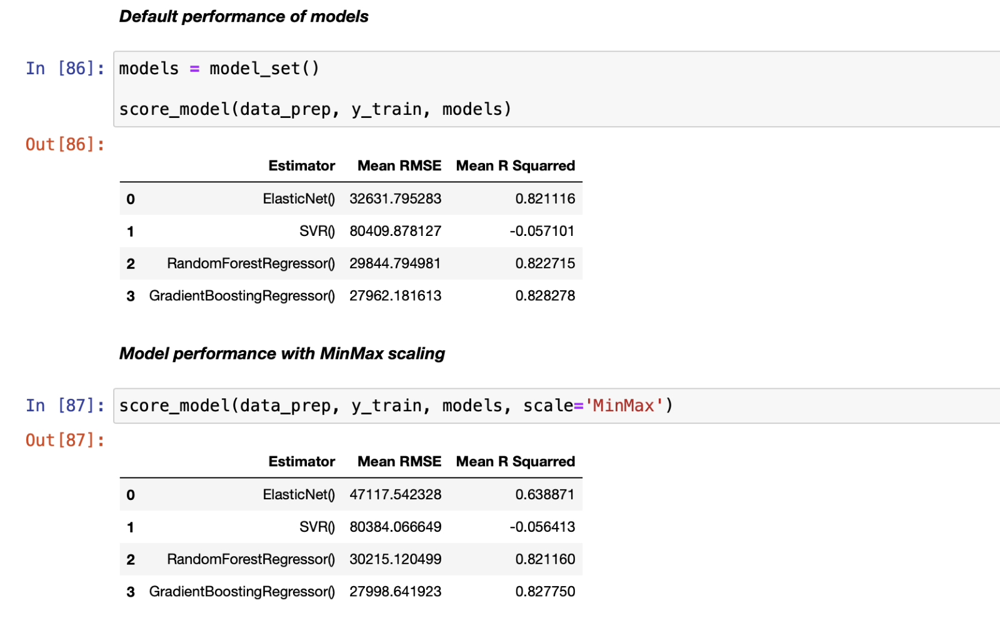 Default performance of models
In [86]: models = model_set()
score_model(data_prep, y_train, models)
Out[86]:
Estimator Mean RMSE Mean R Squarred
0 ElasticNet() 32631.795283 0.821116
1 SVR() 80409.878127 -0.057101
2 RandomForestRegressor() 29844.794981 0.822715
3 GradientBoostingRegressor() 27962.181613 0.828278
Model performance with MinMax scaling
In [87]: score_model(data_prep, y_train, models, scale='MinMax')
Out[87]:
Estimator Mean RMSE Mean R Squarred
0 ElasticNet() 47117.542328 0.638871
1 SVR() 80384.066649 -0.056413
2 RandomForestRegressor() 30215.120499 0.821160
3 GradientBoostingRegressor() 27998.641923 0.827750